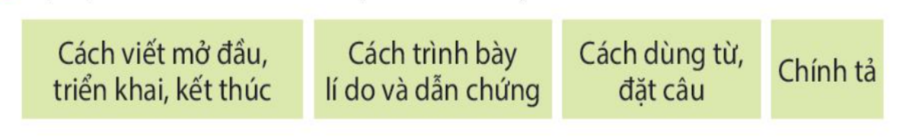 Cách viết mở đầu,
triển khai, kết thúc
Cách trình bày
lí do và dẫn chứng
Cách dùng từ,
đặt câu
Chính tả